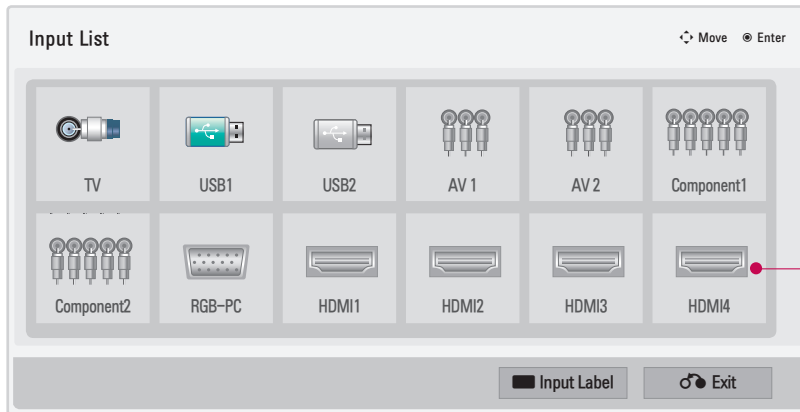 Input List
Move Enter
TV USB1 USB2 AV 1 AV 2 Component1
Component2 RGB-PC HDMI1 HDMI2 HDMI3 HDMI4
Input Label Exit